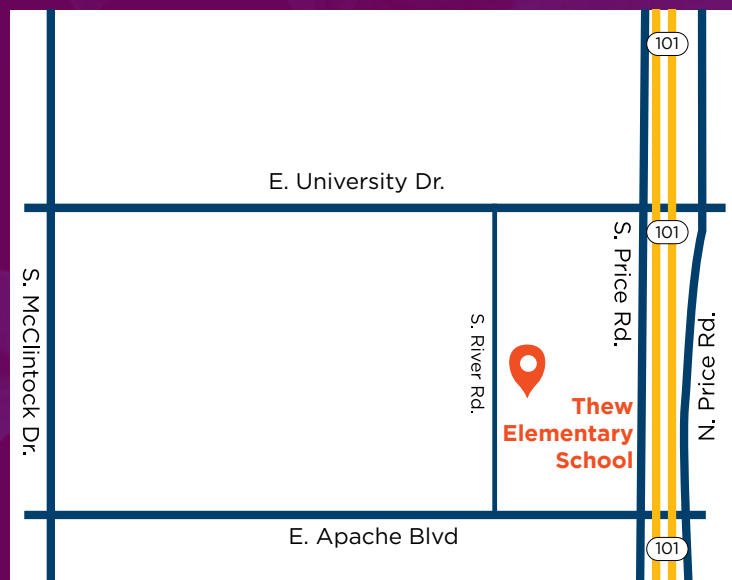 101
E. University Dr.
101
S. Price Rd.
S. McClintock Dr.
S. River Rd.
N. Price Rd.
Thew
Elementary
School
E. Apache Blvd
101